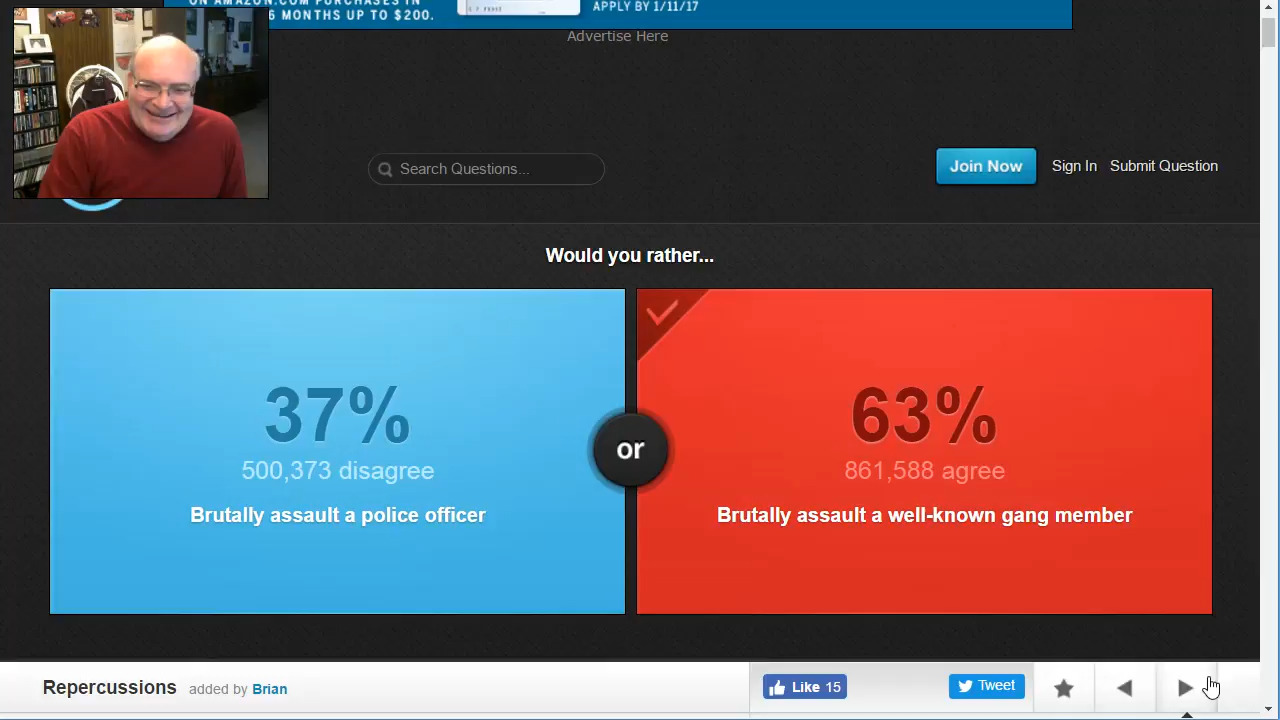 ON AMAZON.COM PURCHASES IN
6 MONTHS UP TO $200.
APPLY BY 1/11/17
Advertise Here
Search Questions...
Join Now
Sign In
Submit Question
Would you rather...
37%
500,373 disagree
Brutally assault a police officer
or
63%
861,588 agree
Brutally assault a well-known gang member
Repercussions
added by Brian
Like 15
Tweet